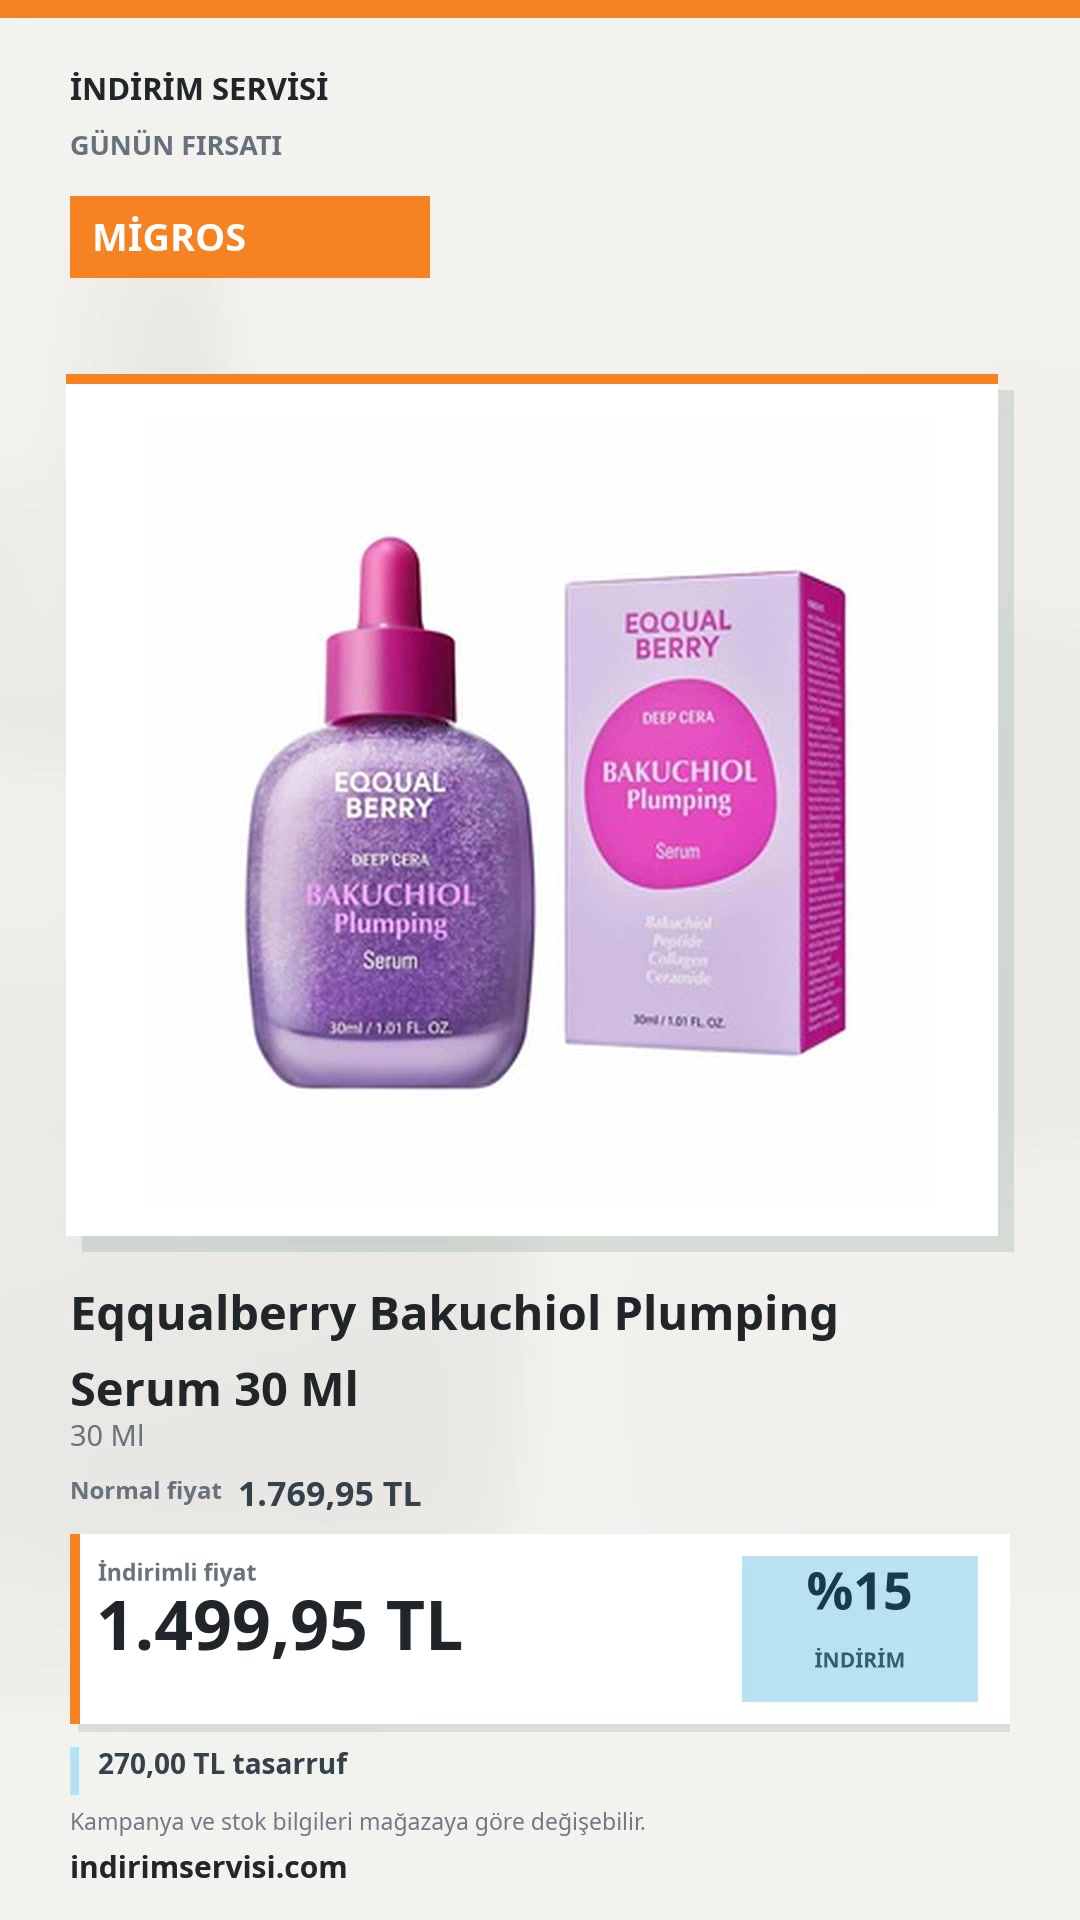 İNDİRİM SERVİSİ
GÜNÜN FIRSATI
MİGROS
EQQUAL
BERRY
DEEP CERA
BAKUCHIOL
Plumping
Serum
30ml / 1.01 FL. OZ.
EQQUAL
BERRY
DEEP CERA
BAKUCHIOL
Plumping
Serum
Bakuchiol
Peptide
Collagen
Ceramide
30ml / 1.01 FL. OZ.
Eqqualberry Bakuchiol Plumping
Serum 30 Ml
30 Ml
Normal fiyat 1.769,95 TL
İndirimli fiyat
1.499,95 TL
%15
İNDİRİM
270,00 TL tasarruf
Kampanya ve stok bilgileri mağazaya göre değişebilir.
indirimservisi.com